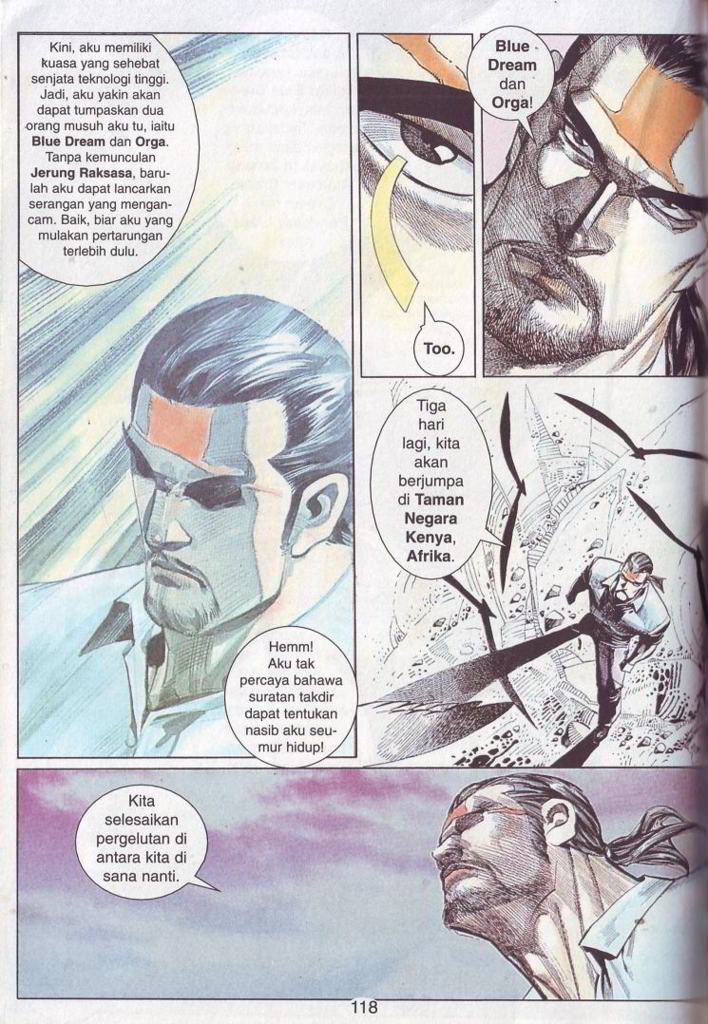 Kini, aku memiliki
kuasa yang sehebat
senjata teknologi tinggi.
Jadi, aku yakin akan
dapat tumpaskan dua
orang musuh aku tu, iaitu
Blue Dream dan Orga.
Tanpa kemunculan
Jerung Raksasa, baru-
lah aku dapat lancarkan
serangan yang mengan-
cam. Baik, biar aku yang
mulakan pertarungan
terlebih dulu.
Hemm!
Aku tak
percaya bahawa
suratan takdir
dapat tentukan
nasib aku seu-
mur hidup!
Too.
Blue
Dream
dan
Orga!
Tiga
hari
lagi, kita
akan
berjumpa
di Taman
Negara
Kenya,
Afrika.
Kita
selesaikan
pergelutan di
antara kita di
sana nanti.
118